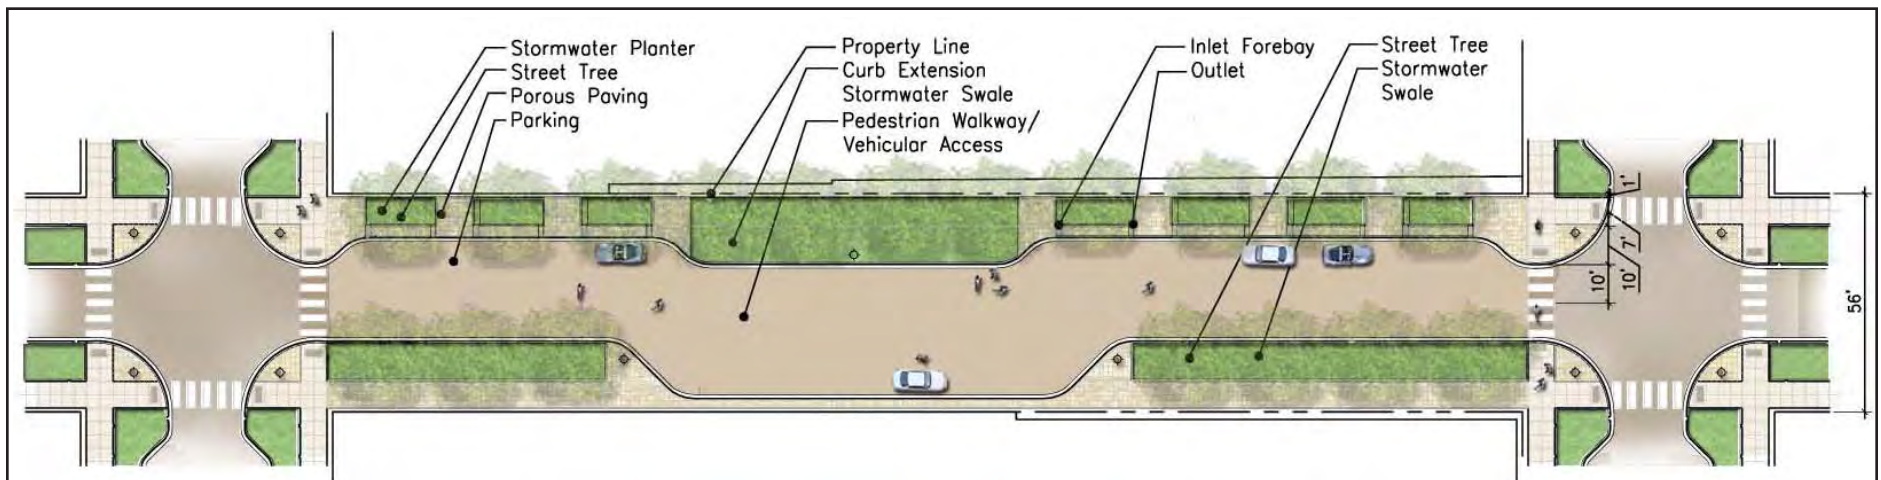 Stormwater Planter
Street Tree
Porous Paving
Parking
Property Line
Curb Extension
Stormwater Swale
Pedestrian Walkway/
Vehicular Access
Inlet Forebay
Outlet
Street Tree
Stormwater
Swale
1'
7'
10'
10'
56'